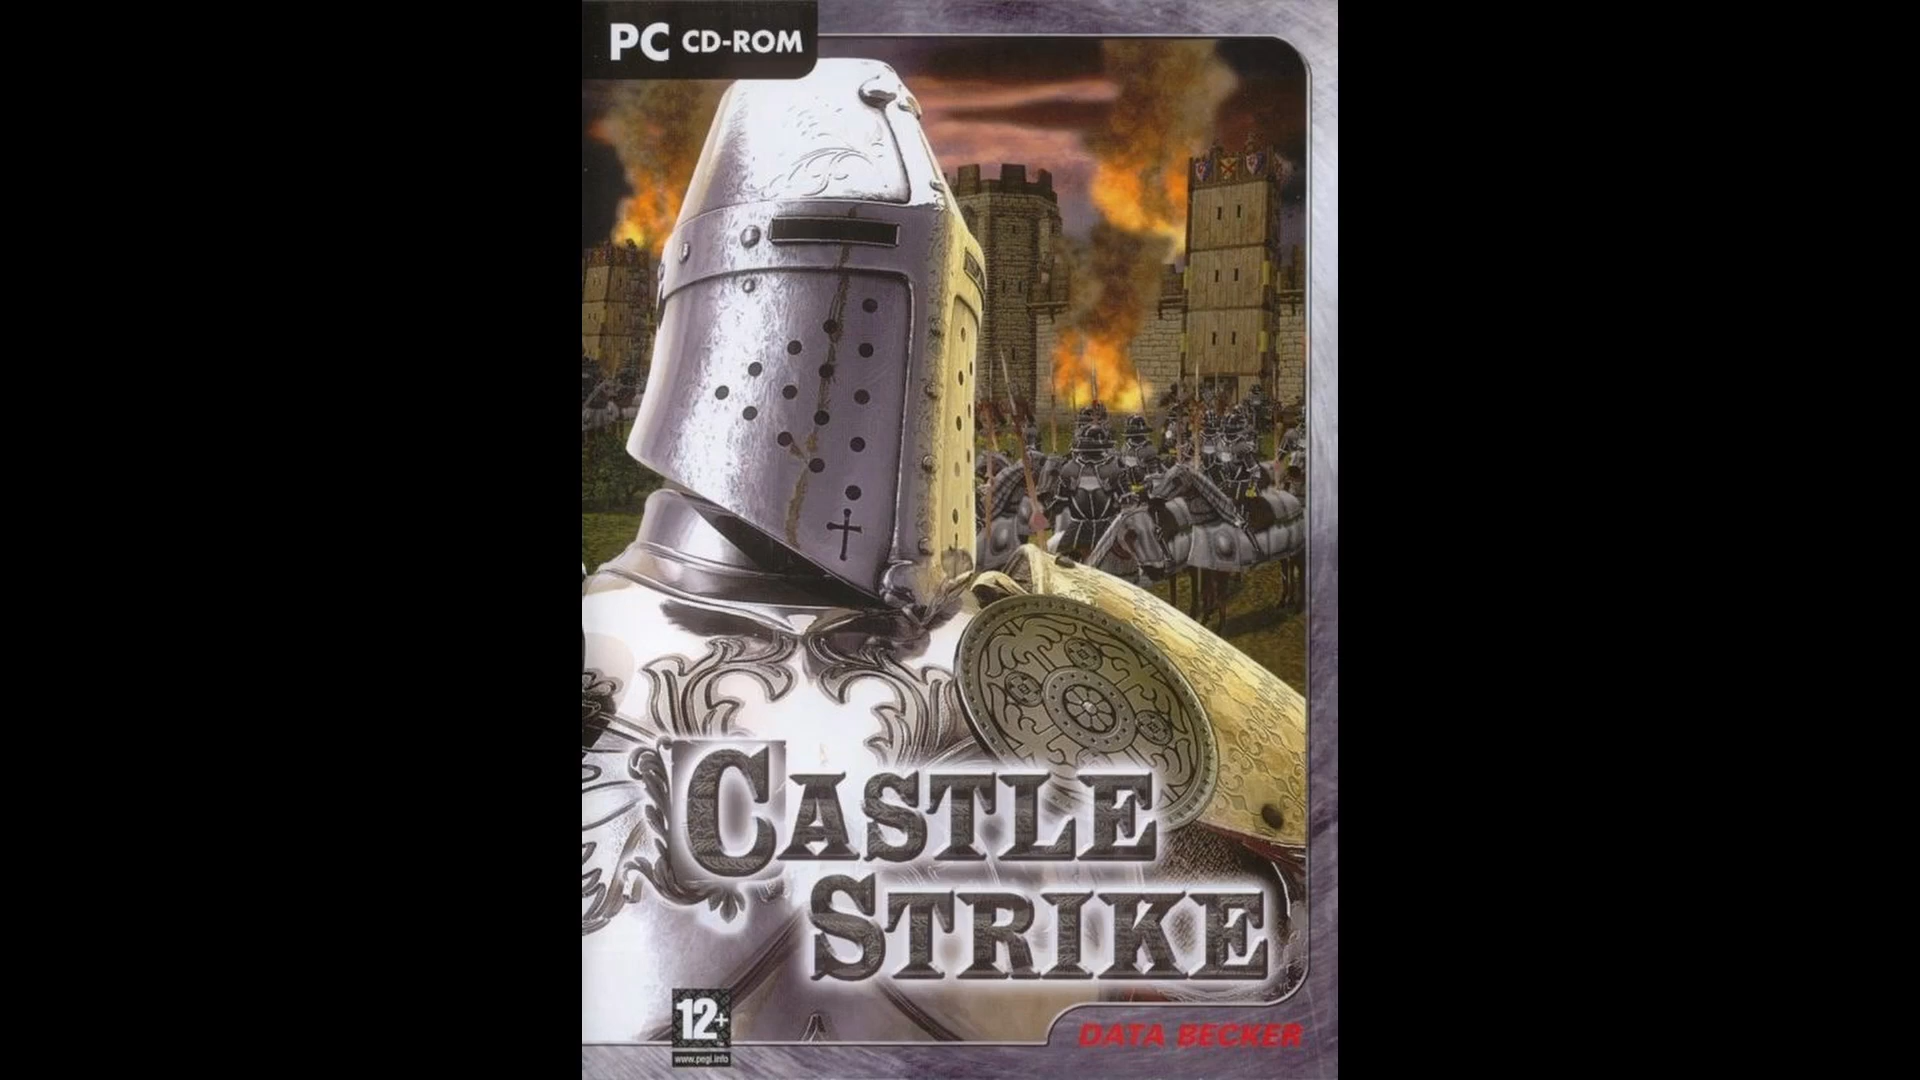 PC CD-ROM
CASTLE
STRIKE
12+
www.pegi.info
DATA BECKER